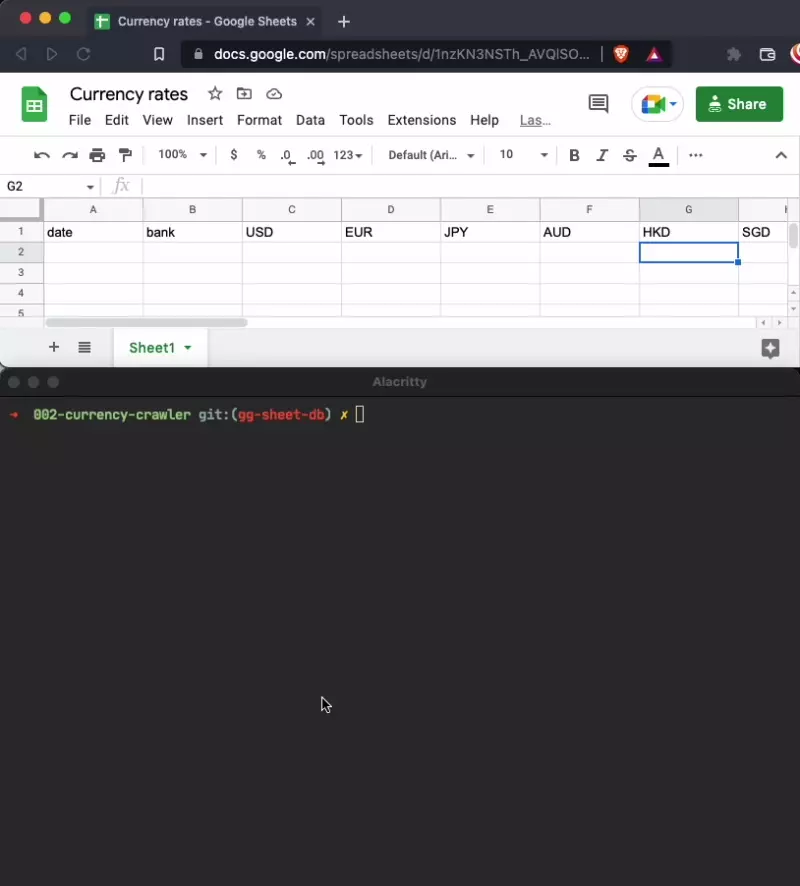 Currency rates - Google Sheets
docs.google.com/spreadsheets/d/1nzKN3NSTh_AVQlSO...
Currency rates
Share
File Edit View Insert Format Data Tools Extensions Help Las...
100% $ % .0 .00 123 Default (Ari... 10 B I S A ...
G2 fx
A B C D E F G
1 date bank USD EUR JPY AUD HKD SGD
2
3
4
5
+ Sheet1
Alacritty
→ 002-currency-crawler git:(gg-sheet-db) ✗